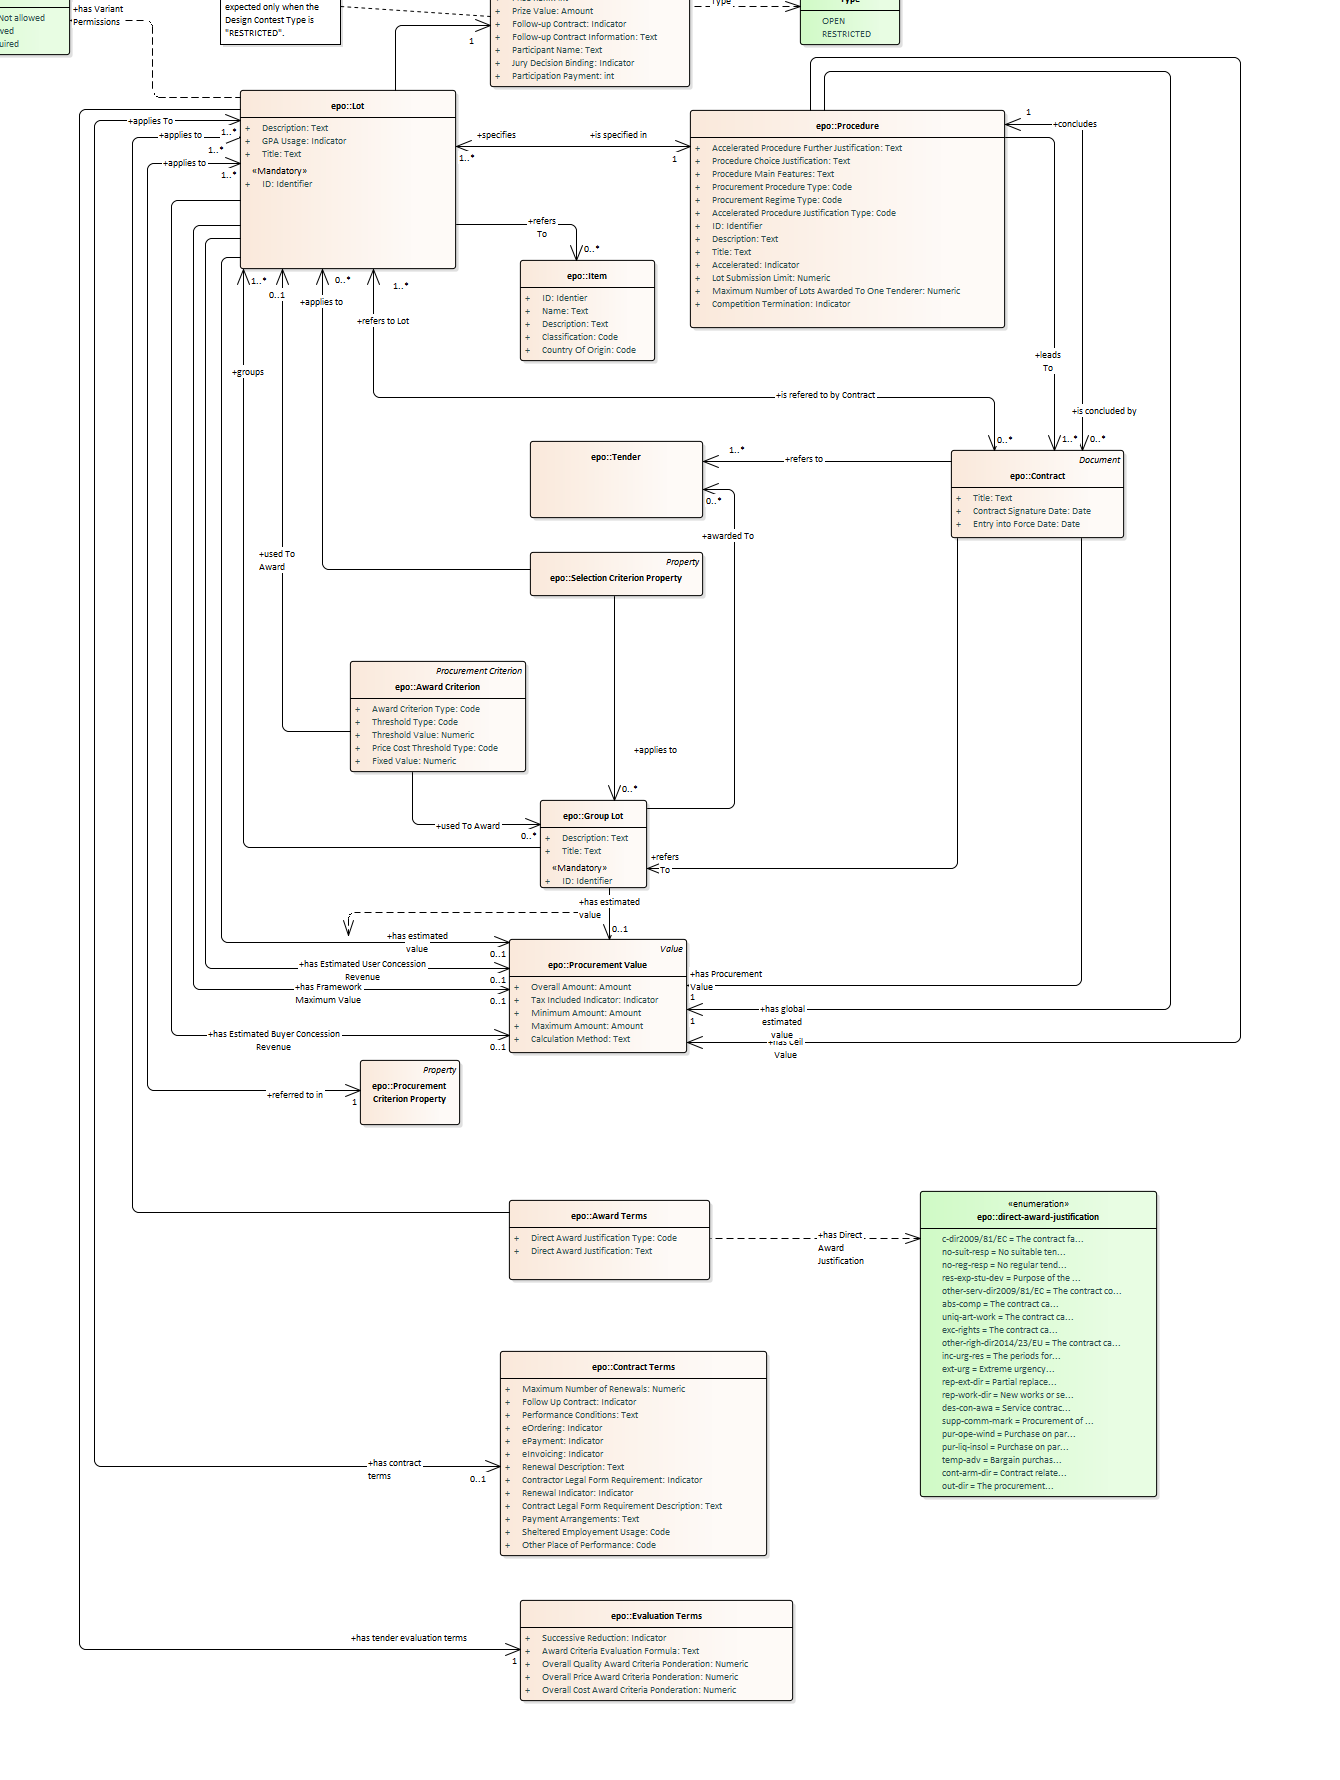 Not allowed
ved
uired
+has Variant
Permissions
expected only when the
Design Contest Type is
"RESTRICTED".
+ Prize Value: Amount
+ Follow-up Contract: Indicator
+ Follow-up Contract Information: Text
+ Participant Name: Text
+ Jury Decision Binding: Indicator
+ Participation Payment: int
1
Type
OPEN
RESTRICTED
epo::Lot
+ Description: Text
+ GPA Usage: Indicator
+ Title: Text
«Mandatory»
+ ID: Identifier
+applies To
+applies to
1..*
1..*
+applies to
1..*
+specifies
1..*
+is specified in
1
epo::Procedure
+ Accelerated Procedure Further Justification: Text
+ Procedure Choice Justification: Text
+ Procedure Main Features: Text
+ Procurement Procedure Type: Code
+ Procurement Regime Type: Code
+ Accelerated Procedure Justification Type: Code
+ ID: Identifier
+ Description: Text
+ Title: Text
+ Accelerated: Indicator
+ Lot Submission Limit: Numeric
+ Maximum Number of Lots Awarded To One Tenderer: Numeric
+ Competition Termination: Indicator
1
+concludes
+refers
To
0..*
epo::Item
+ ID: Identier
+ Name: Text
+ Description: Text
+ Classification: Code
+ Country Of Origin: Code
1..*
0..1
0..*
+applies to
1..*
+refers to Lot
+groups
+leads
To
+is refered to by Contract
+is concluded by
0..*
1..*
0..*
epo::Tender
1..*
+refers to
0..*
+awarded To
Document
epo::Contract
+ Title: Text
+ Contract Signature Date: Date
+ Entry into Force Date: Date
+used To
Award
Property
epo::Selection Criterion Property
Procurement Criterion
epo::Award Criterion
+ Award Criterion Type: Code
+ Threshold Type: Code
+ Threshold Value: Numeric
+ Price Cost Threshold Type: Code
+ Fixed Value: Numeric
+applies to
0..*
+used To Award
0..*
epo::Group Lot
+ Description: Text
+ Title: Text
«Mandatory»
+ ID: Identifier
+refers
To
+has estimated
value
0..1
+has estimated
value
0..1
+has Estimated User Concession
Revenue
0..1
+has Framework
Maximum Value
0..1
+has Estimated Buyer Concession
Revenue
0..1
Value
epo::Procurement Value
+ Overall Amount: Amount
+ Tax Included Indicator: Indicator
+ Minimum Amount: Amount
+ Maximum Amount: Amount
+ Calculation Method: Text
+has Procurement
Value
1
+has global
estimated
value
1
+has Ceil
Value
Property
epo::Procurement
Criterion Property
+referred to in
1
epo::Award Terms
+ Direct Award Justification Type: Code
+ Direct Award Justification: Text
+has Direct
Award
Justification
«enumeration»
epo::direct-award-justification
c-dir2009/81/EC = The contract fa...
no-suit-resp = No suitable ten...
no-reg-resp = No regular tend...
res-exp-stu-dev = Purpose of the ...
other-serv-dir2009/81/EC = The contract co...
abs-comp = The contract ca...
uniq-art-work = The contract ca...
exc-rights = The contract ca...
other-righ-dir2014/23/EU = The contract ca...
inc-urg-res = The periods for...
ext-urg = Extreme urgency...
rep-ext-dir = Partial replace...
rep-work-dir = New works or se...
des-con-awa = Service contrac...
supp-comm-mark = Procurement of ...
pur-ope-wind = Purchase on par...
pur-liq-insol = Purchase on par...
temp-adv = Bargain purchas...
cont-arm-dir = Contract relate...
out-dir = The procurement...
epo::Contract Terms
+ Maximum Number of Renewals: Numeric
+ Follow Up Contract: Indicator
+ Performance Conditions: Text
+ eOrdering: Indicator
+ ePayment: Indicator
+ eInvoicing: Indicator
+ Renewal Description: Text
+ Contractor Legal Form Requirement: Indicator
+ Renewal Indicator: Indicator
+ Contract Legal Form Requirement Description: Text
+ Payment Arrangements: Text
+ Sheltered Employement Usage: Code
+ Other Place of Performance: Code
+has contract
terms
0..1
epo::Evaluation Terms
+ Successive Reduction: Indicator
+ Award Criteria Evaluation Formula: Text
+ Overall Quality Award Criteria Ponderation: Numeric
+ Overall Price Award Criteria Ponderation: Numeric
+ Overall Cost Award Criteria Ponderation: Numeric
+has tender evaluation terms
1